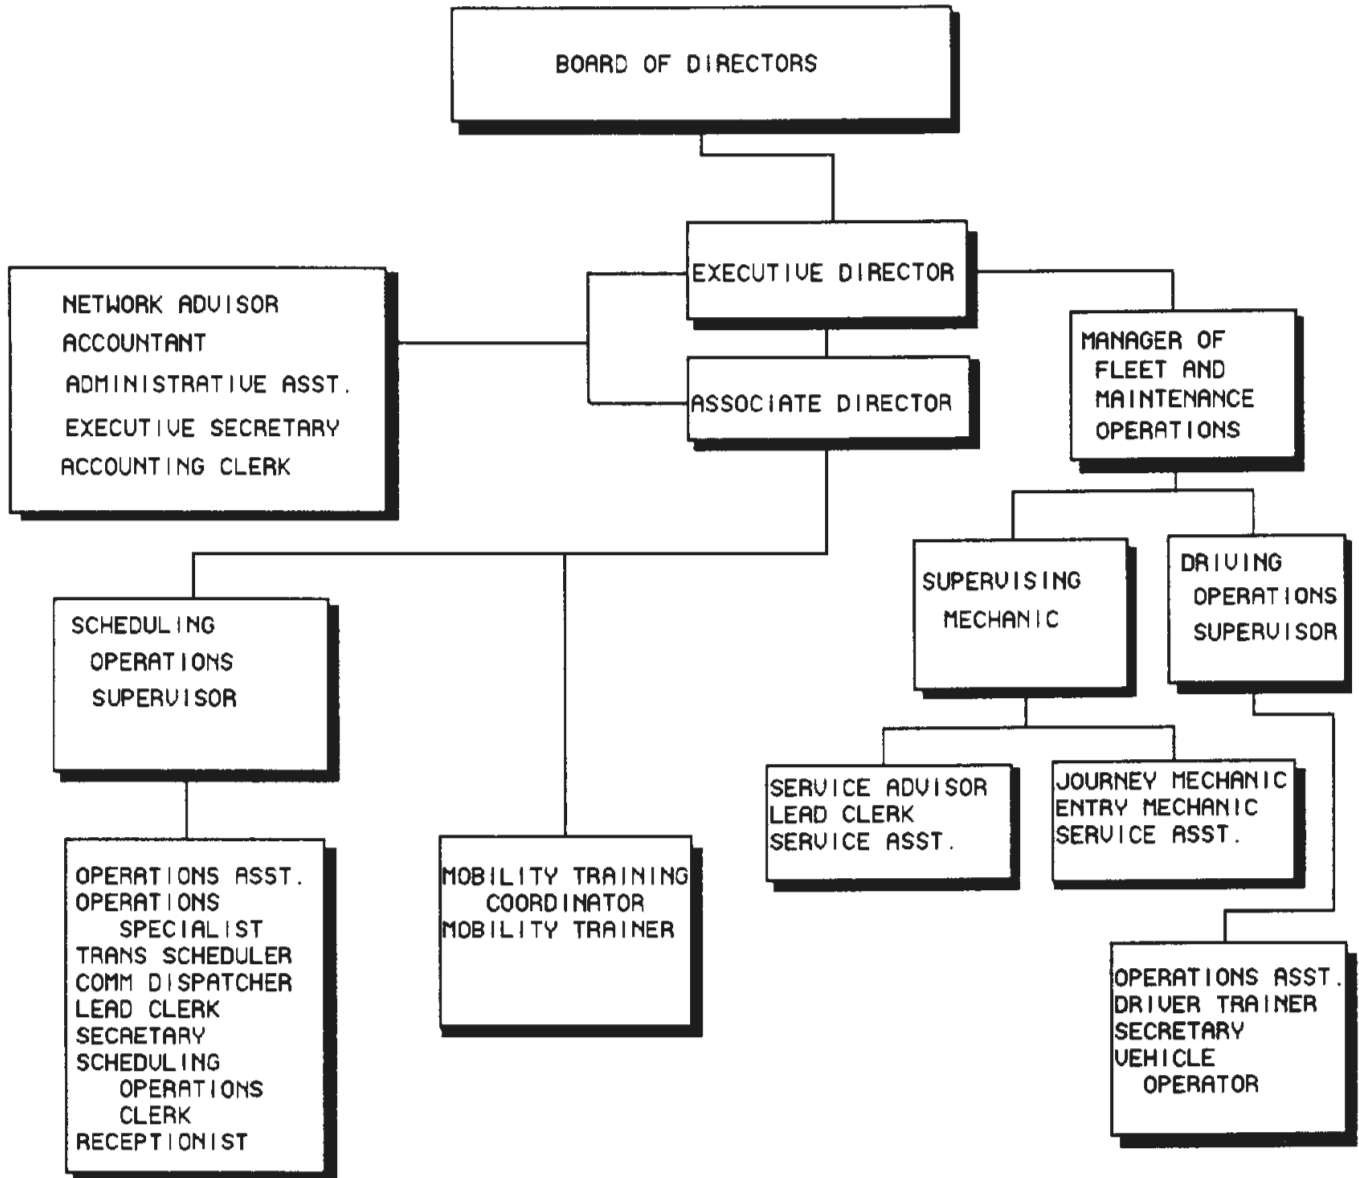 BOARD OF DIRECTORS
EXECUTIVE DIRECTOR
NETWORK ADVISOR
ACCOUNTANT
ADMINISTRATIVE ASST.
EXECUTIVE SECRETARY
ACCOUNTING CLERK
ASSOCIATE DIRECTOR
MANAGER OF
FLEET AND
MAINTENANCE
OPERATIONS
SCHEDULING
OPERATIONS
SUPERVISOR
SUPERVISING
MECHANIC
DRIVING
OPERATIONS
SUPERVISOR
OPERATIONS ASST.
OPERATIONS
SPECIALIST
TRANS SCHEDULER
COMM DISPATCHER
LEAD CLERK
SECRETARY
SCHEDULING
OPERATIONS
CLERK
RECEPTIONIST
MOBILITY TRAINING
COORDINATOR
MOBILITY TRAINER
SERVICE ADVISOR
LEAD CLERK
SERVICE ASST.
JOURNEY MECHANIC
ENTRY MECHANIC
SERVICE ASST.
OPERATIONS ASST.
DRIVER TRAINER
SECRETARY
VEHICLE
OPERATOR